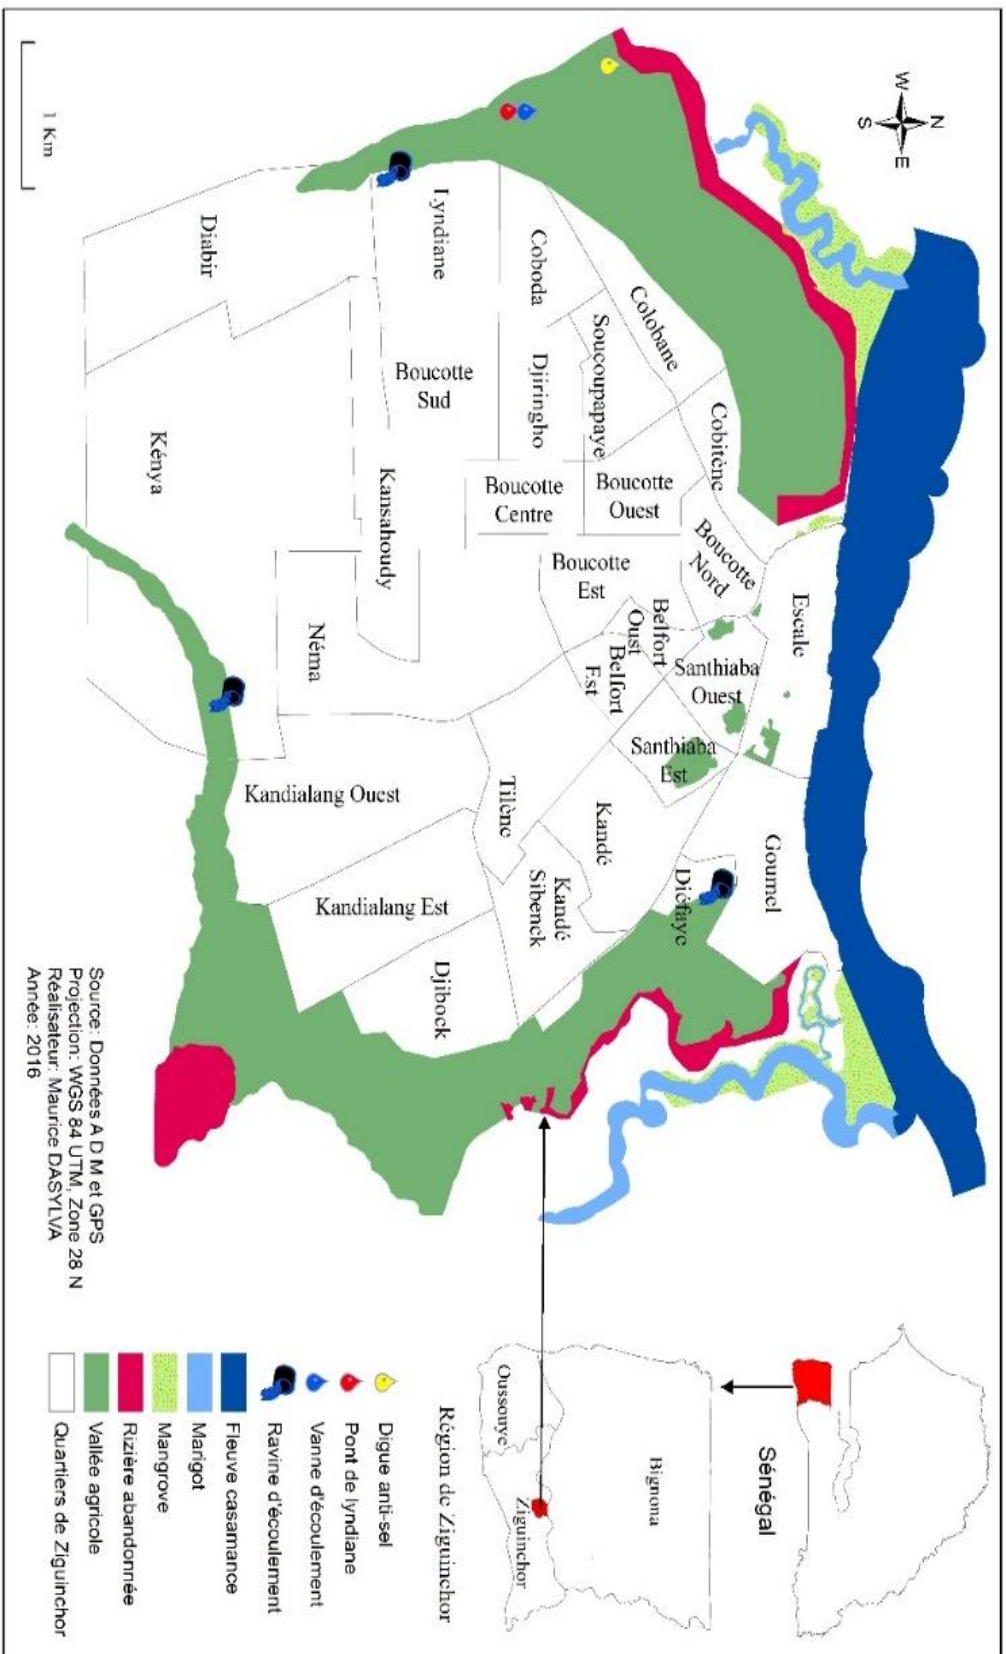 N
W
E
S
1 Km
Escale
Goumel
Cobitène
Boucotte
Nord
Santhiaba
Ouest
Santhiaba
Est
Diéfaye
Colobane
Soucoupapaye
Boucotte
Ouest
Belfort
Oust
Belfort
Est
Kandé
Coboda
Djiringho
Boucotte
Centre
Boucotte
Est
Tilène
Kandé
Sibenck
Lyndiane
Boucotte
Sud
Kansahoudy
Kandialang Est
Djibock
Diabir
Kénya
Néma
Kandialang Ouest
Source: Données A D M et GPS
Projection: WGS 84 UTM, Zone 28 N
Réalisateur: Maurice DASYLVA
Année: 2016
Sénégal
Bignona
Oussouye
Ziguinchor
Région de Ziguinchor
Digue anti-sel
Pont de lyndiane
Vanne d'écoulement
Ravine d'écoulement
Fleuve casamance
Marigot
Mangrove
Rizière abandonnée
Vallée agricole
Quartiers de Ziguinchor